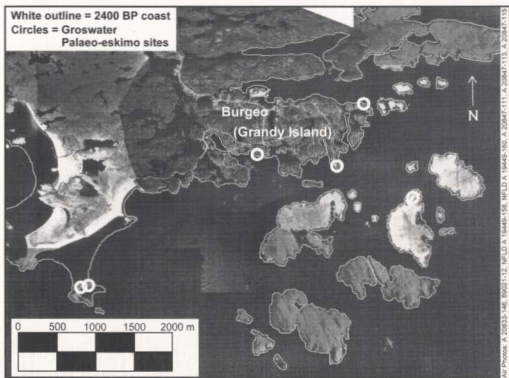 White outline = 2400 BP coast
Circles = Groswater
Palaeo-eskimo sites
Burgeo
(Grandy Island)
N
0 500 1000 1500 2000 m